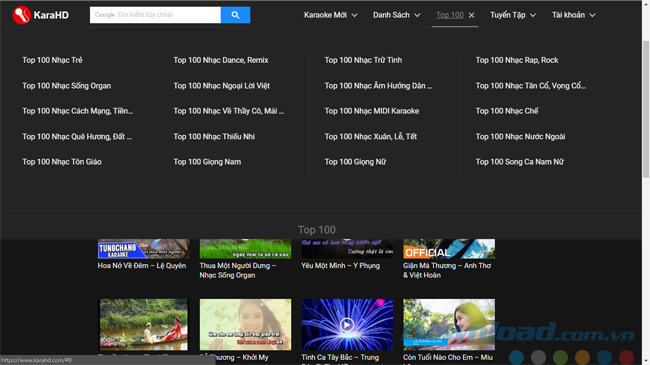 KaraHD
Google Tìm kiếm tùy chỉnh
Karaoke Mới
Danh Sách
Top 100
Tuyển Tập
Tài khoản
Top 100 Nhạc Trẻ
Top 100 Nhạc Dance, Remix
Top 100 Nhạc Trữ Tình
Top 100 Nhạc Rap, Rock
Top 100 Nhạc Sống Organ
Top 100 Nhạc Ngoại Lời Việt
Top 100 Nhạc Âm Hưởng Dân ...
Top 100 Nhạc Tân Cổ, Vọng Cổ...
Top 100 Nhạc Cách Mạng, Tiền...
Top 100 Nhạc Về Thầy Cô, Mái ...
Top 100 Nhạc MIDI Karaoke
Top 100 Nhạc Chế
Top 100 Nhạc Quê Hương, Đất ...
Top 100 Nhạc Thiếu Nhi
Top 100 Nhạc Xuân, Lễ, Tết
Top 100 Nhạc Nước Ngoài
Top 100 Nhạc Tôn Giáo
Top 100 Giọng Nam
Top 100 Giọng Nữ
Top 100 Song Ca Nam Nữ
Top 100
TUNGCHANG
KARAOKE
OFFICIAL
Hoa Nở Về Đêm – Lệ Quyên
Thua Một Người Dưng –
Nhạc Sống Organ
Yêu Một Mình – Y Phụng
Giận Mà Thương – Anh Thơ
& Việt Hoàn
Thương – Khởi My
Tình Ca Tây Bắc – Trung
Còn Tuổi Nào Cho Em – Miu
https://www.karahd.com/#0
download.com.vn